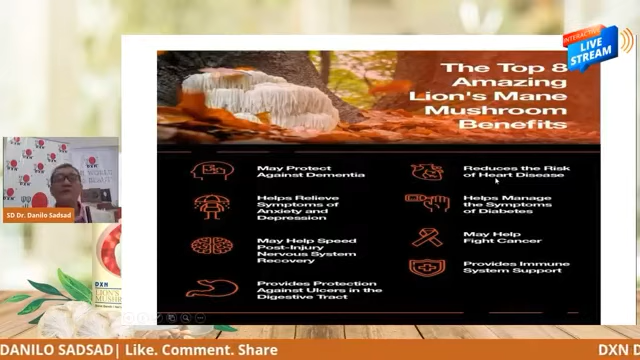 INTERACTIVE
LIVE
STREAM
The Top 8
Amazing
Lion's Mane
Mushroom
Benefits
May Protect
Against Dementia
Helps Relieve
Symptoms of
Anxiety and
Depression
May Help Speed
Post-Injury
Nervous System
Recovery
Provides Protection
Against Ulcers in the
Digestive Tract
Reduces the Risk
of Heart Disease
Helps Manage
the Symptoms
of Diabetes
May Help
Fight Cancer
Provides Immune
System Support
SD Dr. Danilo Sadsad
DXN
LION'S
DANILO SADSAD| Like. Comment. Share
DXN D